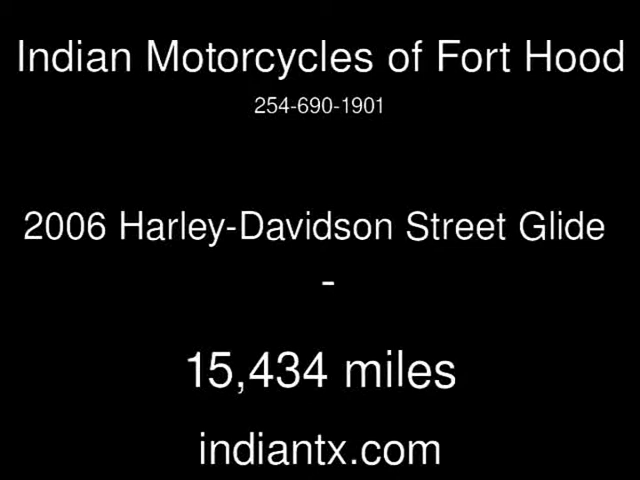 Indian Motorcycles of Fort Hood
254-690-1901
2006 Harley-Davidson Street Glide
-
15,434 miles
indiantx.com